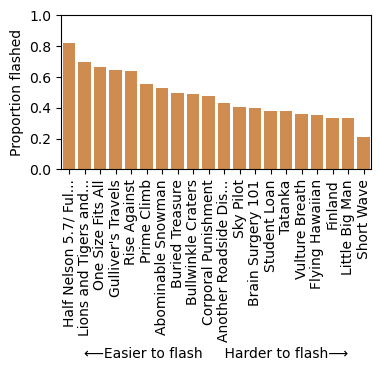 1.0
0.8
0.6
0.4
0.2
0.0
Proportion flashed
Half Nelson 5.7/ Ful...
Lions and Tigers and...
One Size Fits All
Gulliver's Travels
Rise Against
Prime Climb
Abominable Snowman
Buried Treasure
Bullwinkle Craters
Corporal Punishment
Another Roadside Dis...
Sky Pilot
Brain Surgery 101
Student Loan
Tatanka
Vulture Breath
Flying Hawaiian
Finland
Little Big Man
Short Wave
⟵Easier to flash Harder to flash⟶